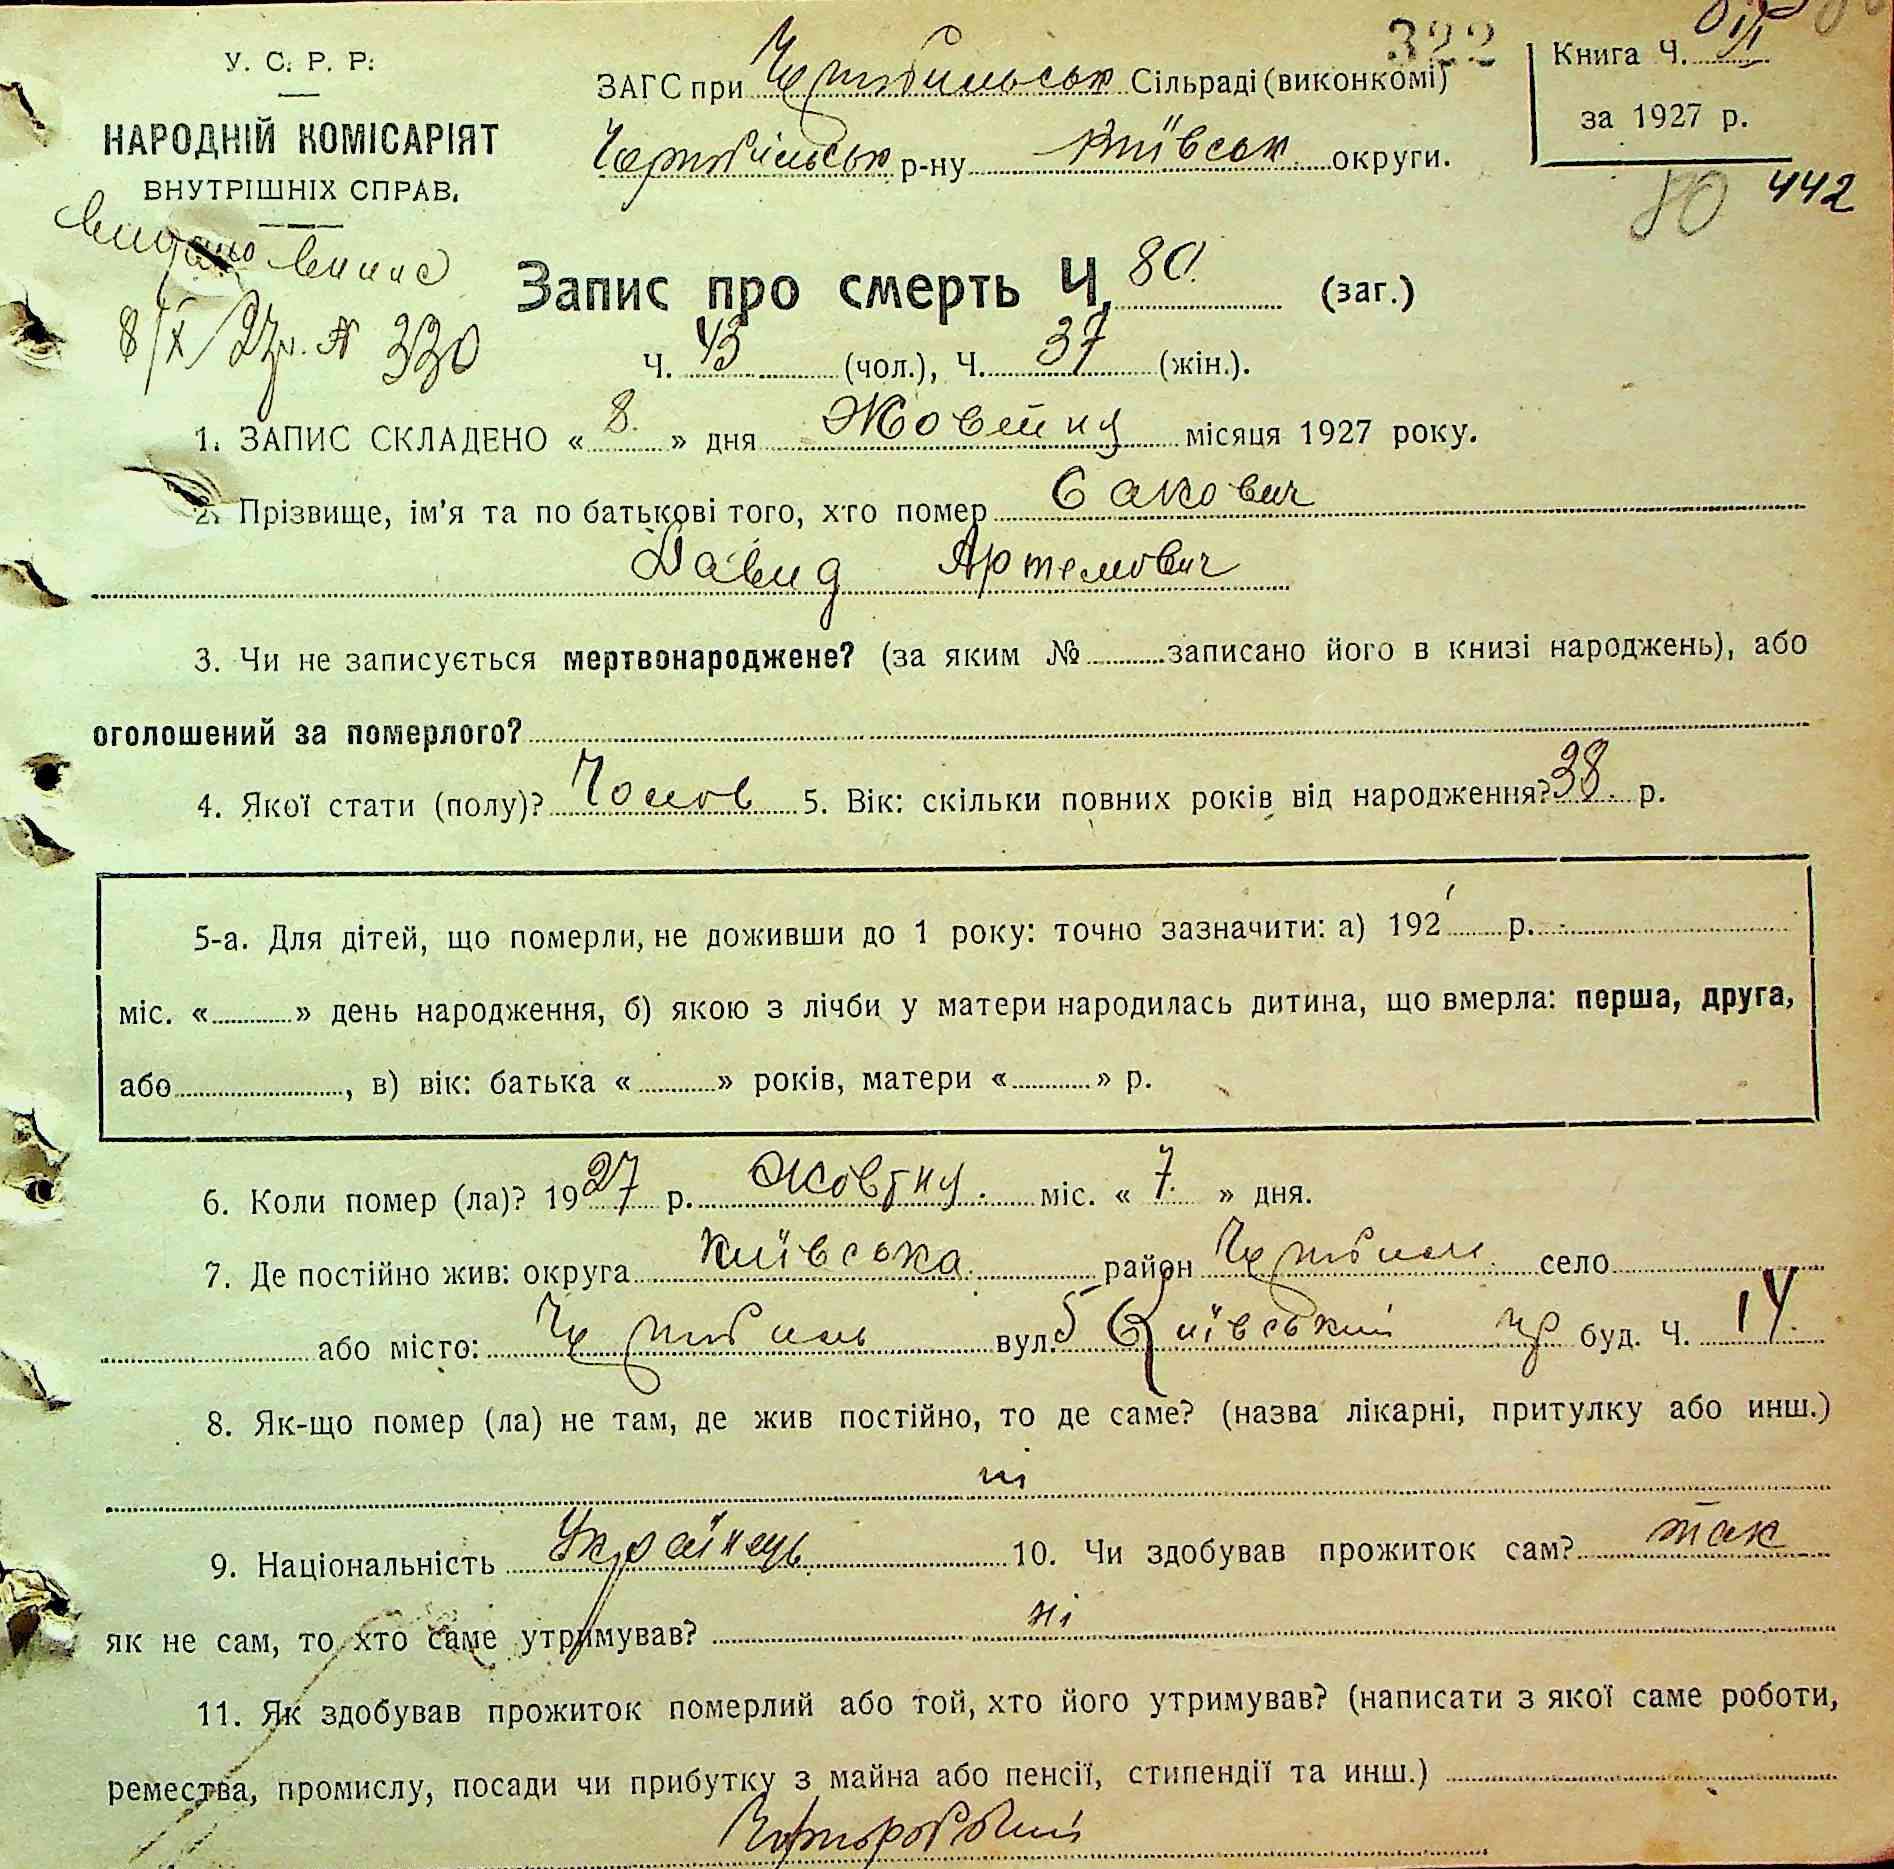 322
У. С. Р. Р.
ЗАГС при Чорнобильськ Сільраді (виконкомі)
Книга Ч.
за 1927 р.
НАРОДНІЙ КОМІСАРІЯТ
Чорнобильськ р-ну Київськ. округи.
ВНУТРІШНІХ СПРАВ.
80 442
Видано
8/X 27р. № 330
Запис про смерть Ч. 80 (заг.)
Ч. 43 (чол.), Ч. 37 (жін.).
1. ЗАПИС СКЛАДЕНО «8» дня Жовтня місяця 1927 року.
2. Прізвище, ім'я та по батькові того, хто помер Сакович
Давид Артемович
3. Чи не записується мертвонароджене? (за яким № записано його в книзі народжень), або
оголошений за померлого?
4. Якої стати (полу)? Чолов 5. Вік: скільки повних років від народження? 38 р.
5-а. Для дітей, що померли, не доживши до 1 року: точно зазначити: а) 192 р.
міс. « » день народження, б) якою з лічби у матери народилась дитина, що вмерла: перша, друга,
або , в) вік: батька « » років, матери « » р.
6. Коли помер (ла)? 1927 р. Жовтня міс. «7» дня.
7. Де постійно жив: округа Київська район Чорнобиль село
або місто: Чорнобиль вул. Київський буд. Ч. 14
8. Як-що помер (ла) не там, де жив постійно, то де саме? (назва лікарні, притулку або инш.)
ні
9. Національність Українець 10. Чи здобував прожиток сам? так
як не сам, то хто саме утримував? ні
11. Як здобував прожиток померлий або той, хто його утримував? (написати з якої саме роботи,
ремества, промислу, посади чи прибутку з майна або пенсії, стипендії та инш.)
Чорноробочий